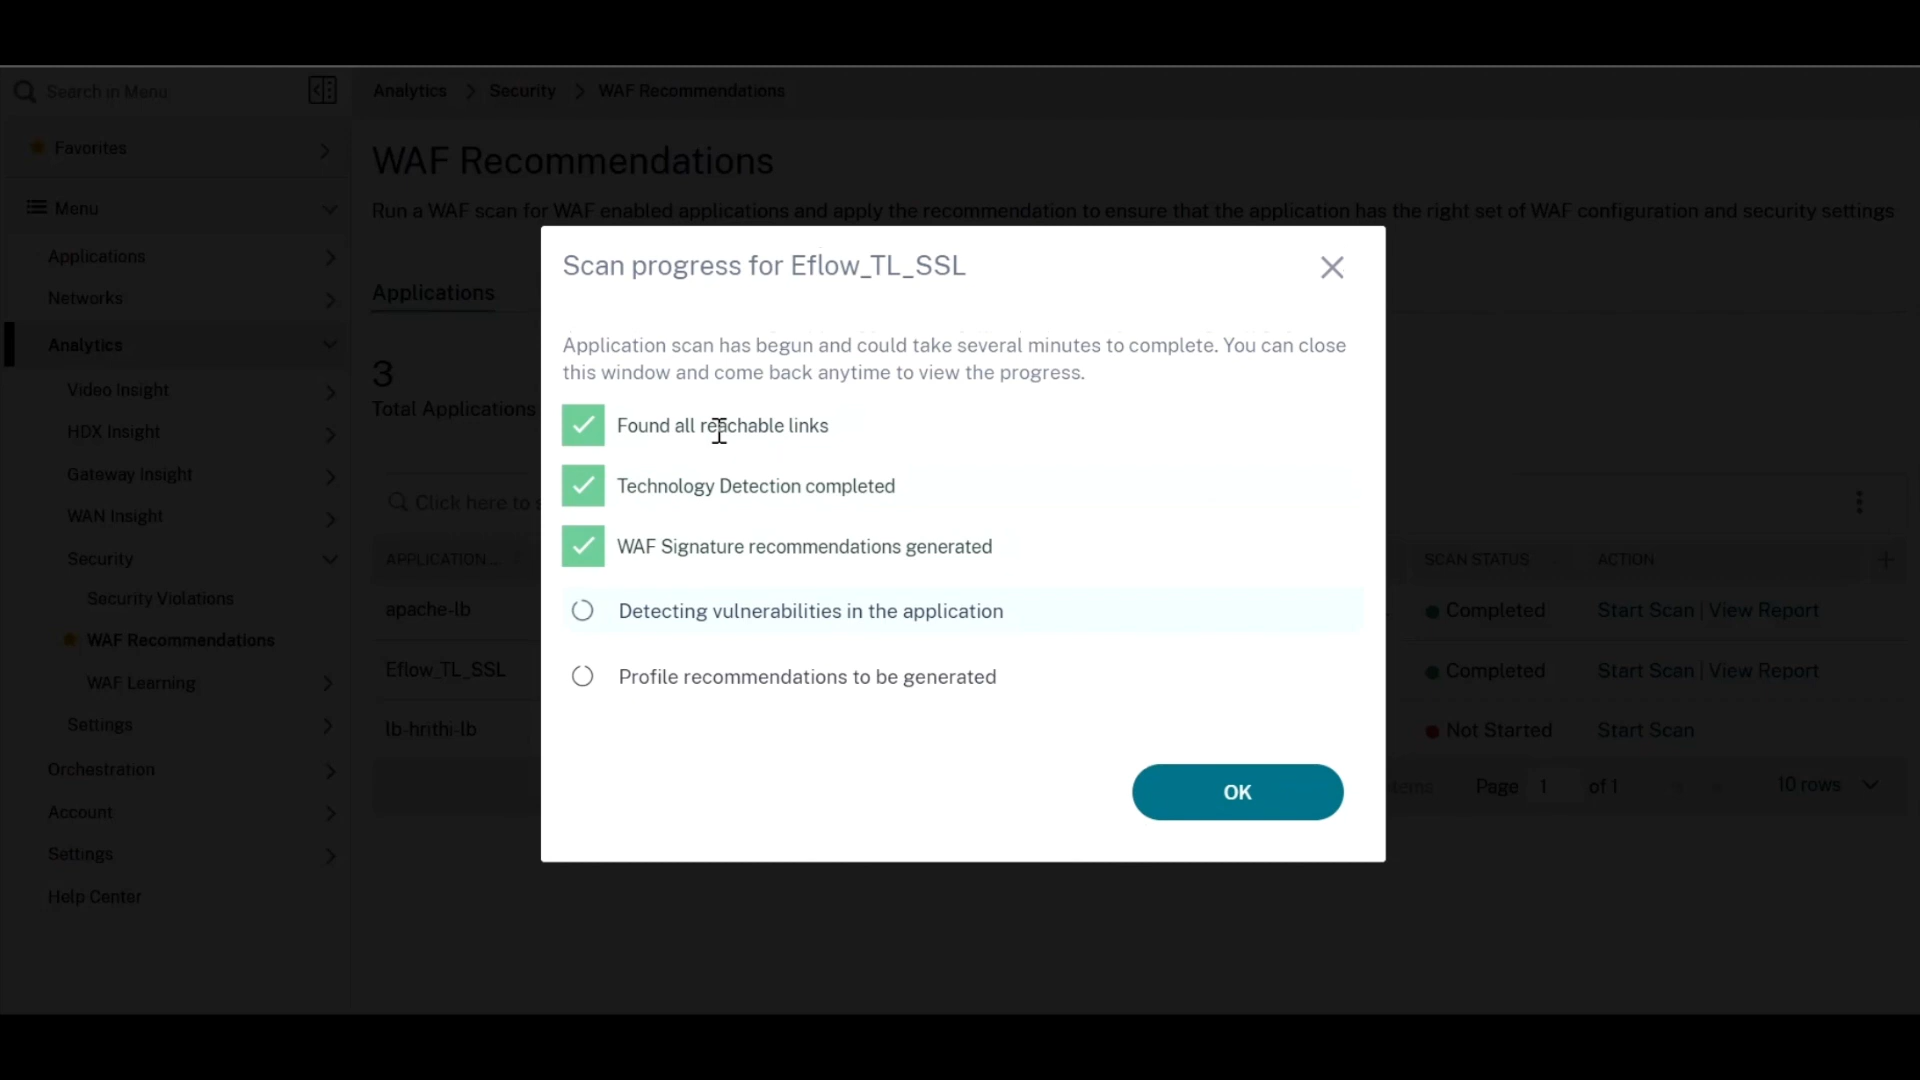 Search in Menu
Analytics > Security > WAF Recommendations
Favorites
Menu
Applications
Networks
Analytics
Video Insight
HDX Insight
Gateway Insight
WAN Insight
Security
Security Violations
WAF Recommendations
WAF Learning
Settings
Orchestration
Account
Settings
Help Center
WAF Recommendations
Run a WAF scan for WAF enabled applications and apply the recommendation to ensure that the application has the right set of WAF configuration and security settings
Applications
3
Total Applications
Click here to s
APPLICATION... SCAN STATUS ACTION
apache-lb Completed Start Scan | View Report
Eflow_TL_SSL Completed Start Scan | View Report
lb-hrithi-lb Not Started Start Scan
Page 1 of 1 10 rows
Scan progress for Eflow_TL_SSL
Application scan has begun and could take several minutes to complete. You can close
this window and come back anytime to view the progress.
Found all reachable links
Technology Detection completed
WAF Signature recommendations generated
Detecting vulnerabilities in the application
Profile recommendations to be generated
OK